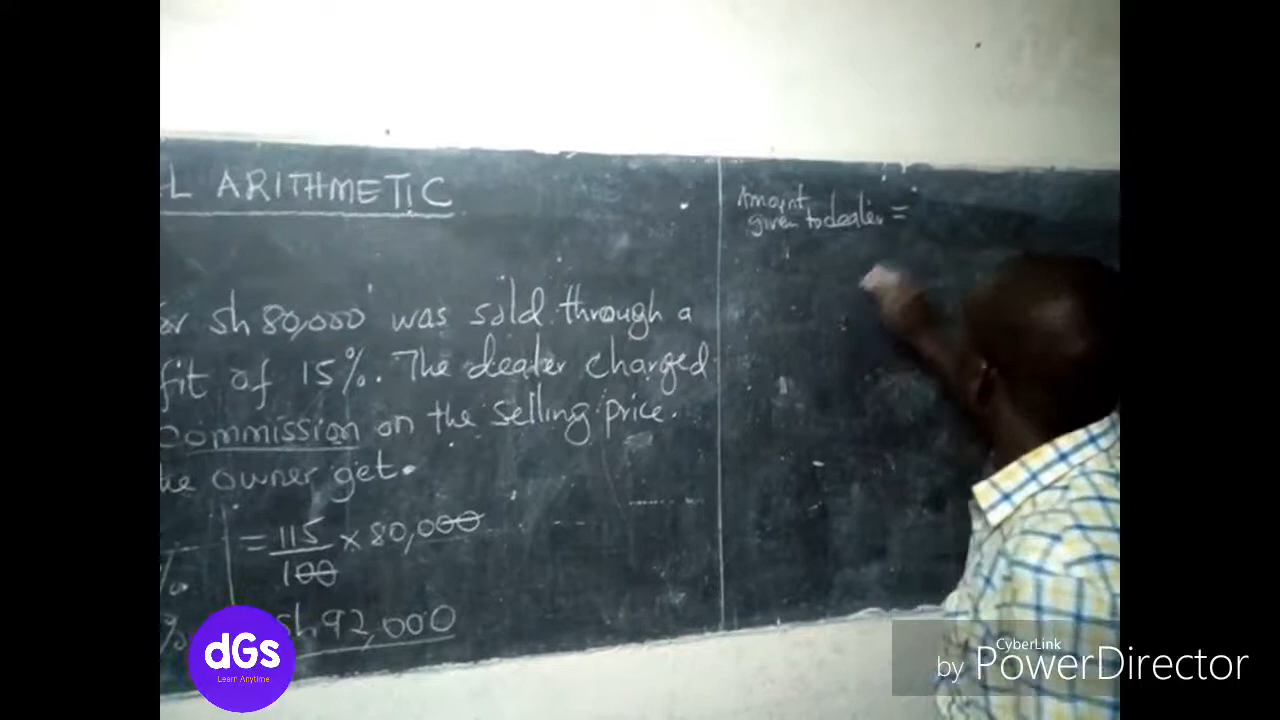 L ARITHMETIC
or sh 80,000 was sold through a
fit of 15%. The dealer charged
Commission on the selling price.
he owner get.
= 115/100 × 80,000
%
%
sh 92,000
Amount
given to dealer =
dGs
Learn Anytime
CyberLink
by PowerDirector